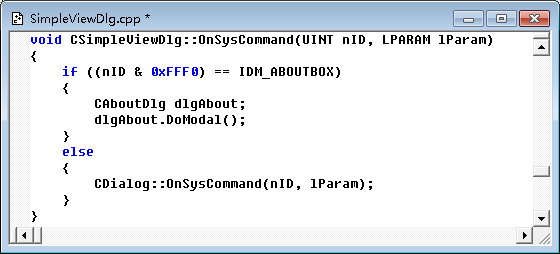 SimpleViewDlg.cpp *
void CSimpleViewDlg::OnSysCommand(UINT nID, LPARAM lParam)
{
    if ((nID & 0xFFF0) == IDM_ABOUTBOX)
    {
        CAboutDlg dlgAbout;
        dlgAbout.DoModal();
    }
    else
    {
        CDialog::OnSysCommand(nID, lParam);
    }
}